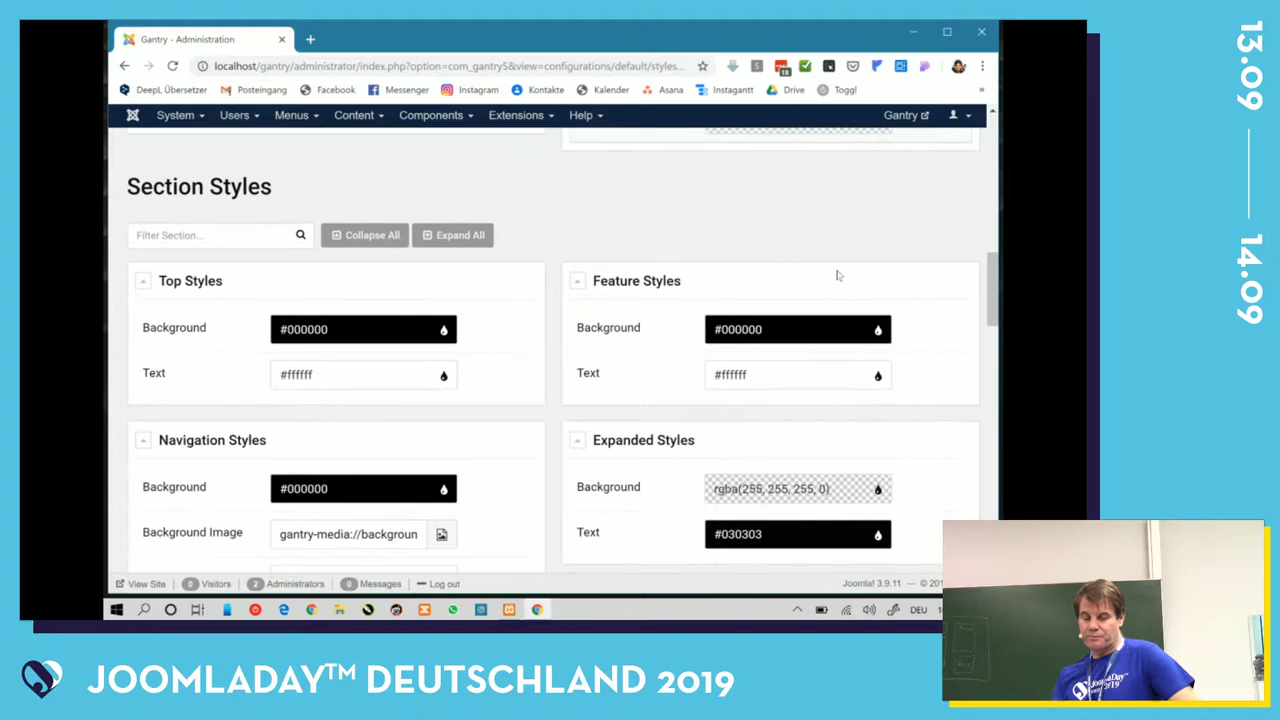 Gantry - Administration
localhost/gantry/administrator/index.php?option=com_gantry5&view=configurations/default/styles...
18
DeepL Übersetzer Posteingang Facebook Messenger Instagram Kontakte Kalender Asana Instagantt Drive Toggl »
System Users Menus Content Components Extensions Help Gantry
Section Styles
Filter Section... Collapse All Expand All
Top Styles
Background #000000
Text #ffffff
Feature Styles
Background #000000
Text #ffffff
Navigation Styles
Background #000000
Background Image gantry-media://backgroun
Expanded Styles
Background rgba(255, 255, 255, 0)
Text #030303
View Site 0 Visitors 2 Administrators 0 Messages Log out Joomla! 3.9.11 — © 20
DEU
13.09
14.09
JoomlaDay
2019
JOOMLADAY™ DEUTSCHLAND 2019